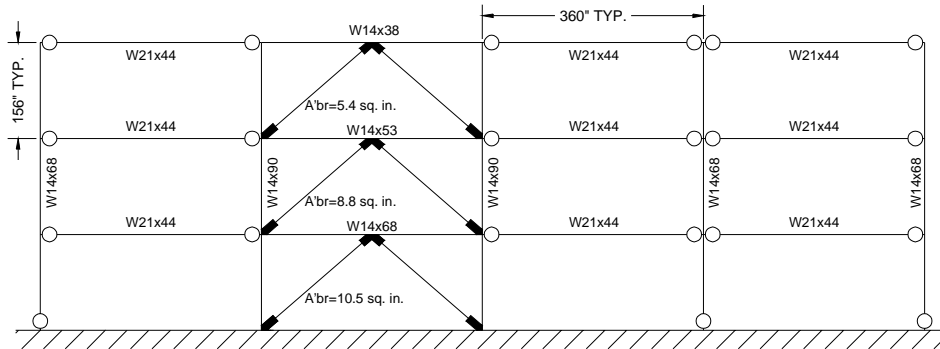 360" TYP.
W14x38
W21x44
W21x44
W21x44
156" TYP.
A'br=5.4 sq. in.
W21x44
W14x53
W21x44
W21x44
W14x68
W14x90
W14x90
W14x68
W14x68
A'br=8.8 sq. in.
W21x44
W14x68
W21x44
W21x44
A'br=10.5 sq. in.